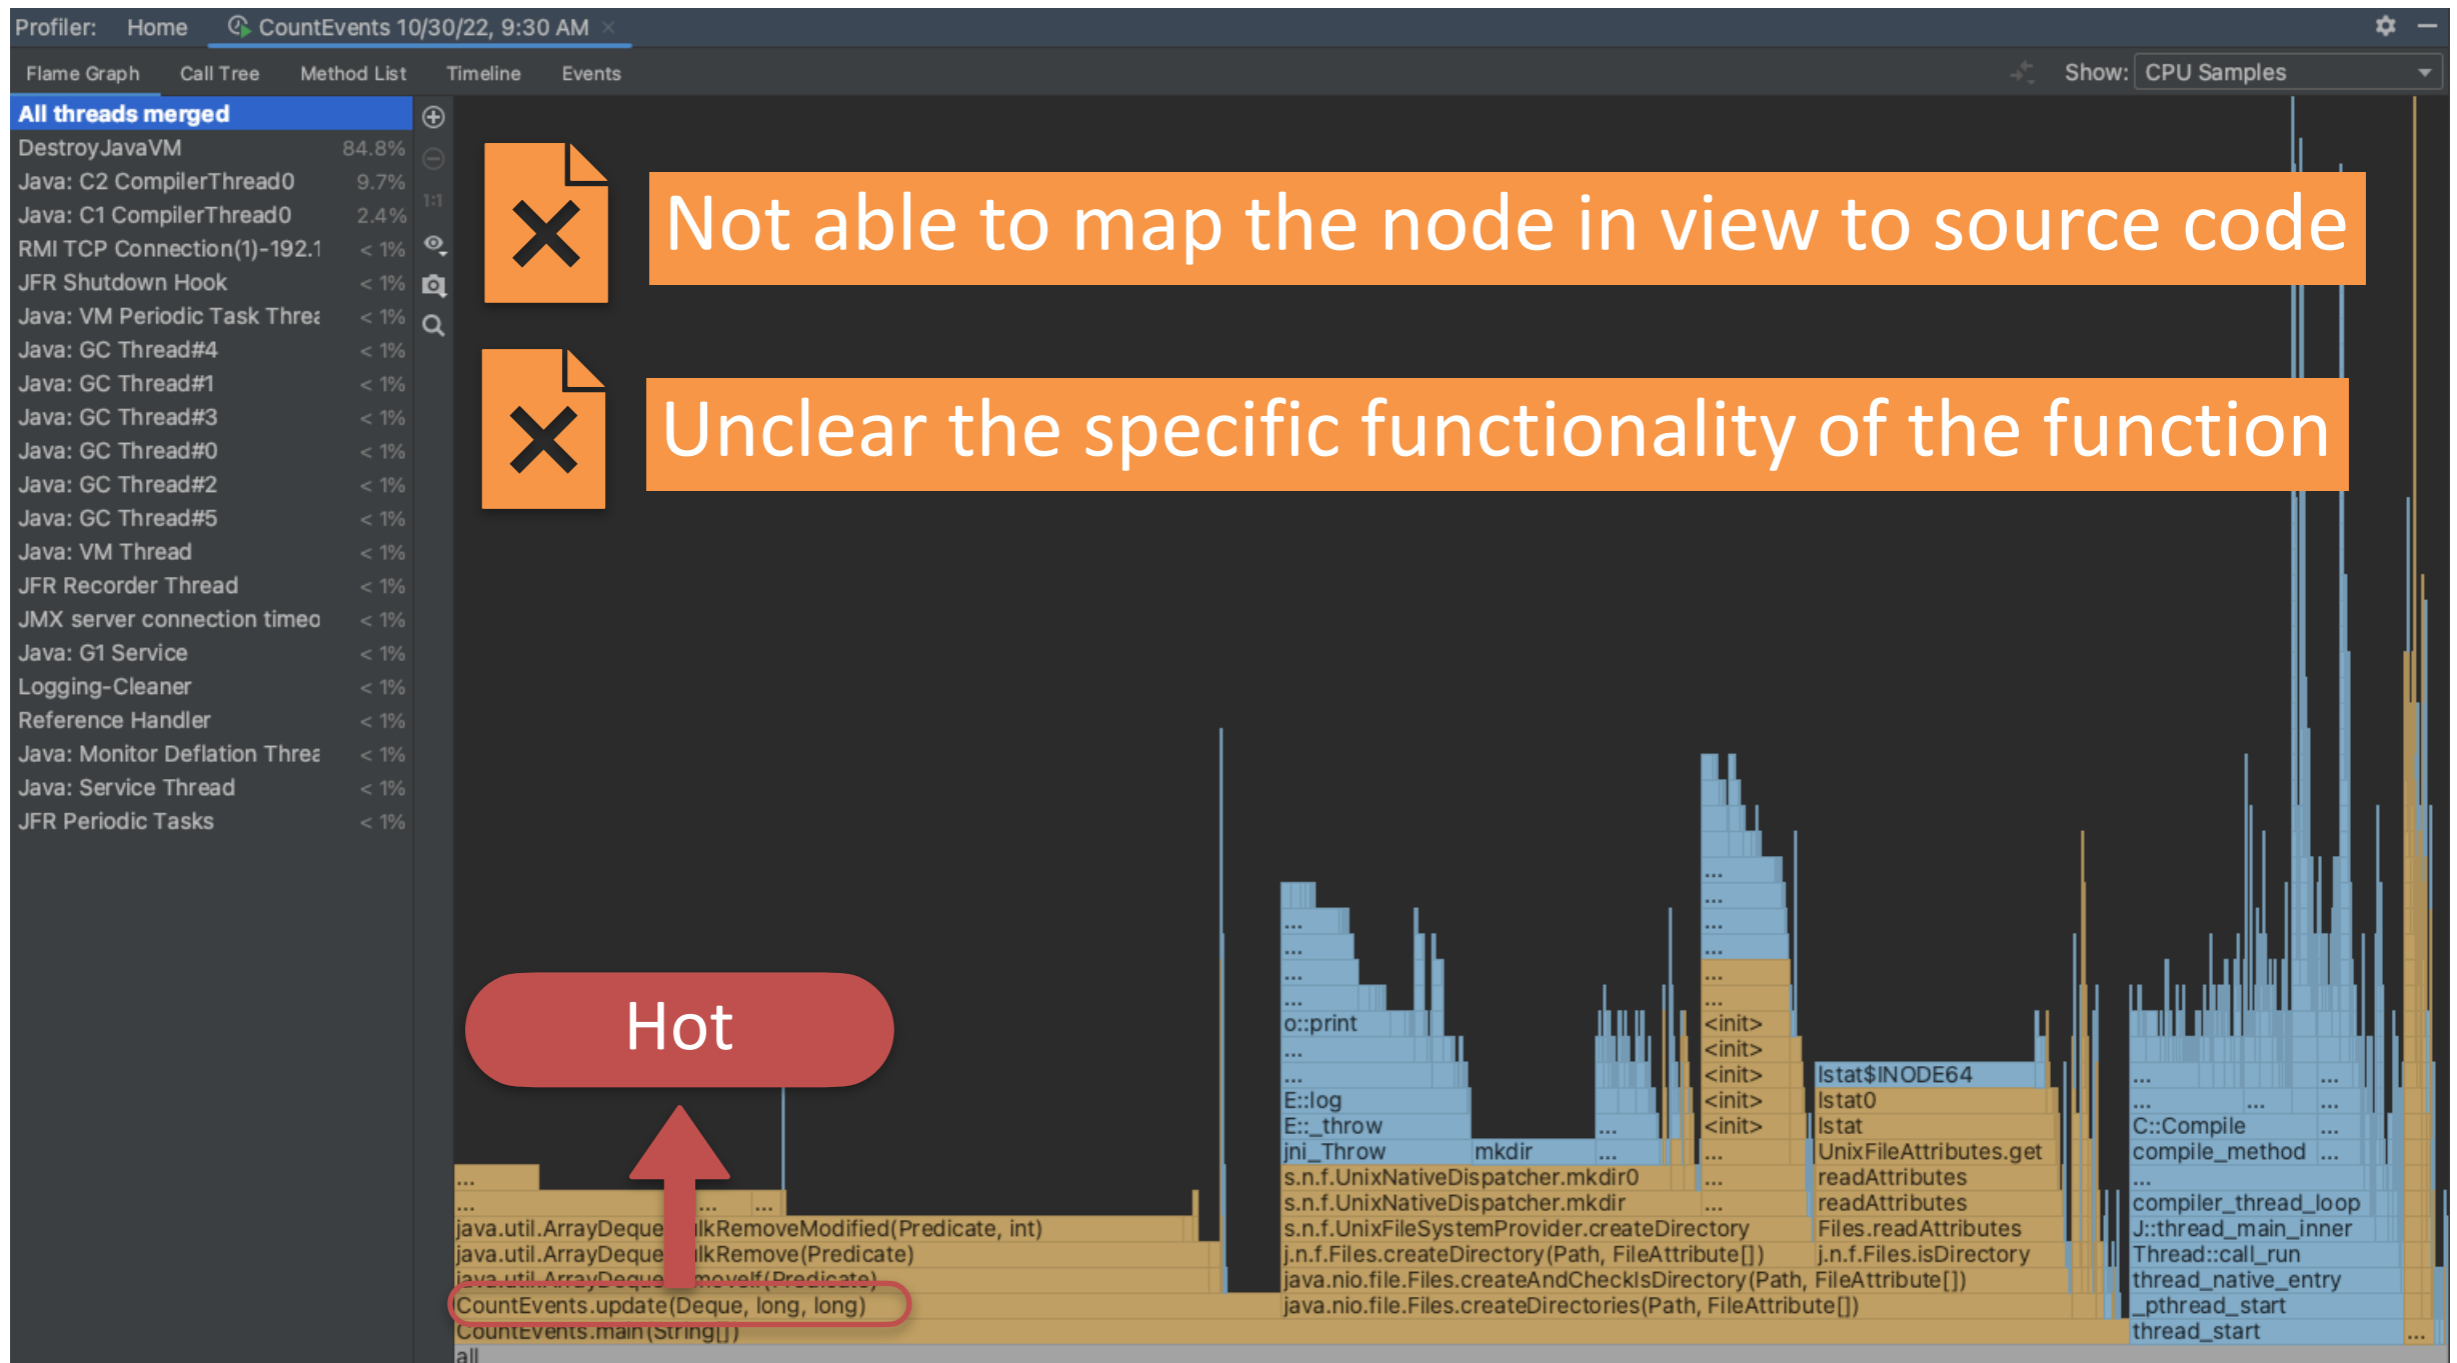 Profiler: Home CountEvents 10/30/22, 9:30 AM ×
Flame Graph Call Tree Method List Timeline Events Show: CPU Samples
All threads merged
DestroyJavaVM 84.8%
Java: C2 CompilerThread0 9.7%
Java: C1 CompilerThread0 2.4%
RMI TCP Connection(1)-192.1 < 1%
JFR Shutdown Hook < 1%
Java: VM Periodic Task Threa < 1%
Java: GC Thread#4 < 1%
Java: GC Thread#1 < 1%
Java: GC Thread#3 < 1%
Java: GC Thread#0 < 1%
Java: GC Thread#2 < 1%
Java: GC Thread#5 < 1%
Java: VM Thread < 1%
JFR Recorder Thread < 1%
JMX server connection timeo < 1%
Java: G1 Service < 1%
Logging-Cleaner < 1%
Reference Handler < 1%
Java: Monitor Deflation Threa < 1%
Java: Service Thread < 1%
JFR Periodic Tasks < 1%
1:1
Not able to map the node in view to source code
Unclear the specific functionality of the function
Hot
...
... ... ...
java.util.ArrayDeque lkRemoveModified(Predicate, int)
java.util.ArrayDeque lkRemove(Predicate)
java.util.ArrayDeque moveIf(Predicate)
CountEvents.update(Deque, long, long)
CountEvents.main(String[])
all
...
...
...
...
o::print
...
...
E::log
E::_throw ...
jni_Throw mkdir ...
s.n.f.UnixNativeDispatcher.mkdir0
s.n.f.UnixNativeDispatcher.mkdir
s.n.f.UnixFileSystemProvider.createDirectory
j.n.f.Files.createDirectory(Path, FileAttribute[])
java.nio.file.Files.createAndCheckIsDirectory(Path, FileAttribute[])
java.nio.file.Files.createDirectories(Path, FileAttribute[])
...
...
...
...
...
...
<init>
<init>
<init>
<init>
<init>
...
...
...
lstat$INODE64
lstat0
lstat
UnixFileAttributes.get
readAttributes
readAttributes
Files.readAttributes
j.n.f.Files.isDirectory
... ...
... ... ...
C::Compile ...
compile_method ...
...
compiler_thread_loop
J::thread_main_inner
Thread::call_run
thread_native_entry
_pthread_start
thread_start ...